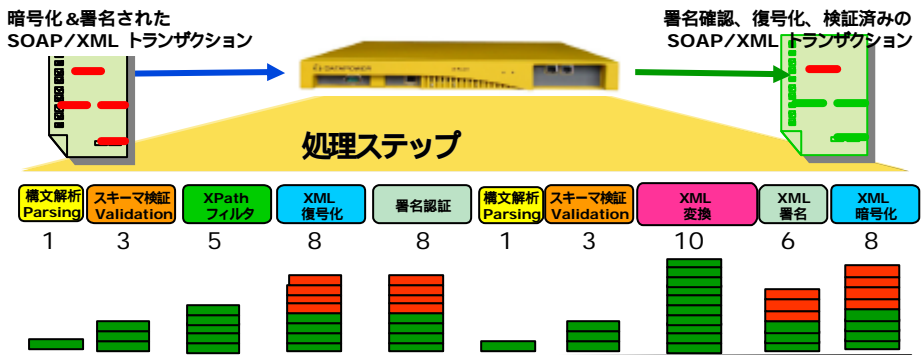 暗号化&署名された
SOAP/XML トランザクション
署名確認、復号化、検証済みの
SOAP/XML トランザクション
DATAPOWER
処理ステップ
構文解析
Parsing
スキーマ検証
Validation
XPath
フィルタ
XML
復号化
署名認証
構文解析
Parsing
スキーマ検証
Validation
XML
変換
XML
署名
XML
暗号化
1
3
5
8
8
1
3
10
6
8